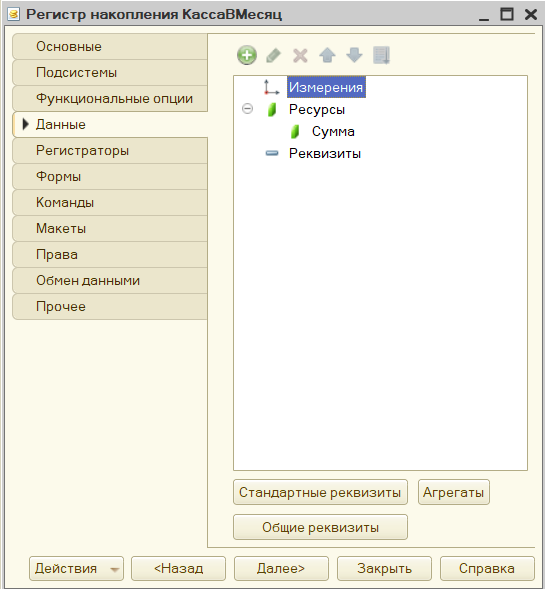 Регистр накопления КассаВМесяц
Основные
Подсистемы
Функциональные опции
Данные
Регистраторы
Формы
Команды
Макеты
Права
Обмен данными
Прочее
Измерения
Ресурсы
Сумма
Реквизиты
Стандартные реквизиты
Агрегаты
Общие реквизиты
Действия
<Назад
Далее>
Закрыть
Справка